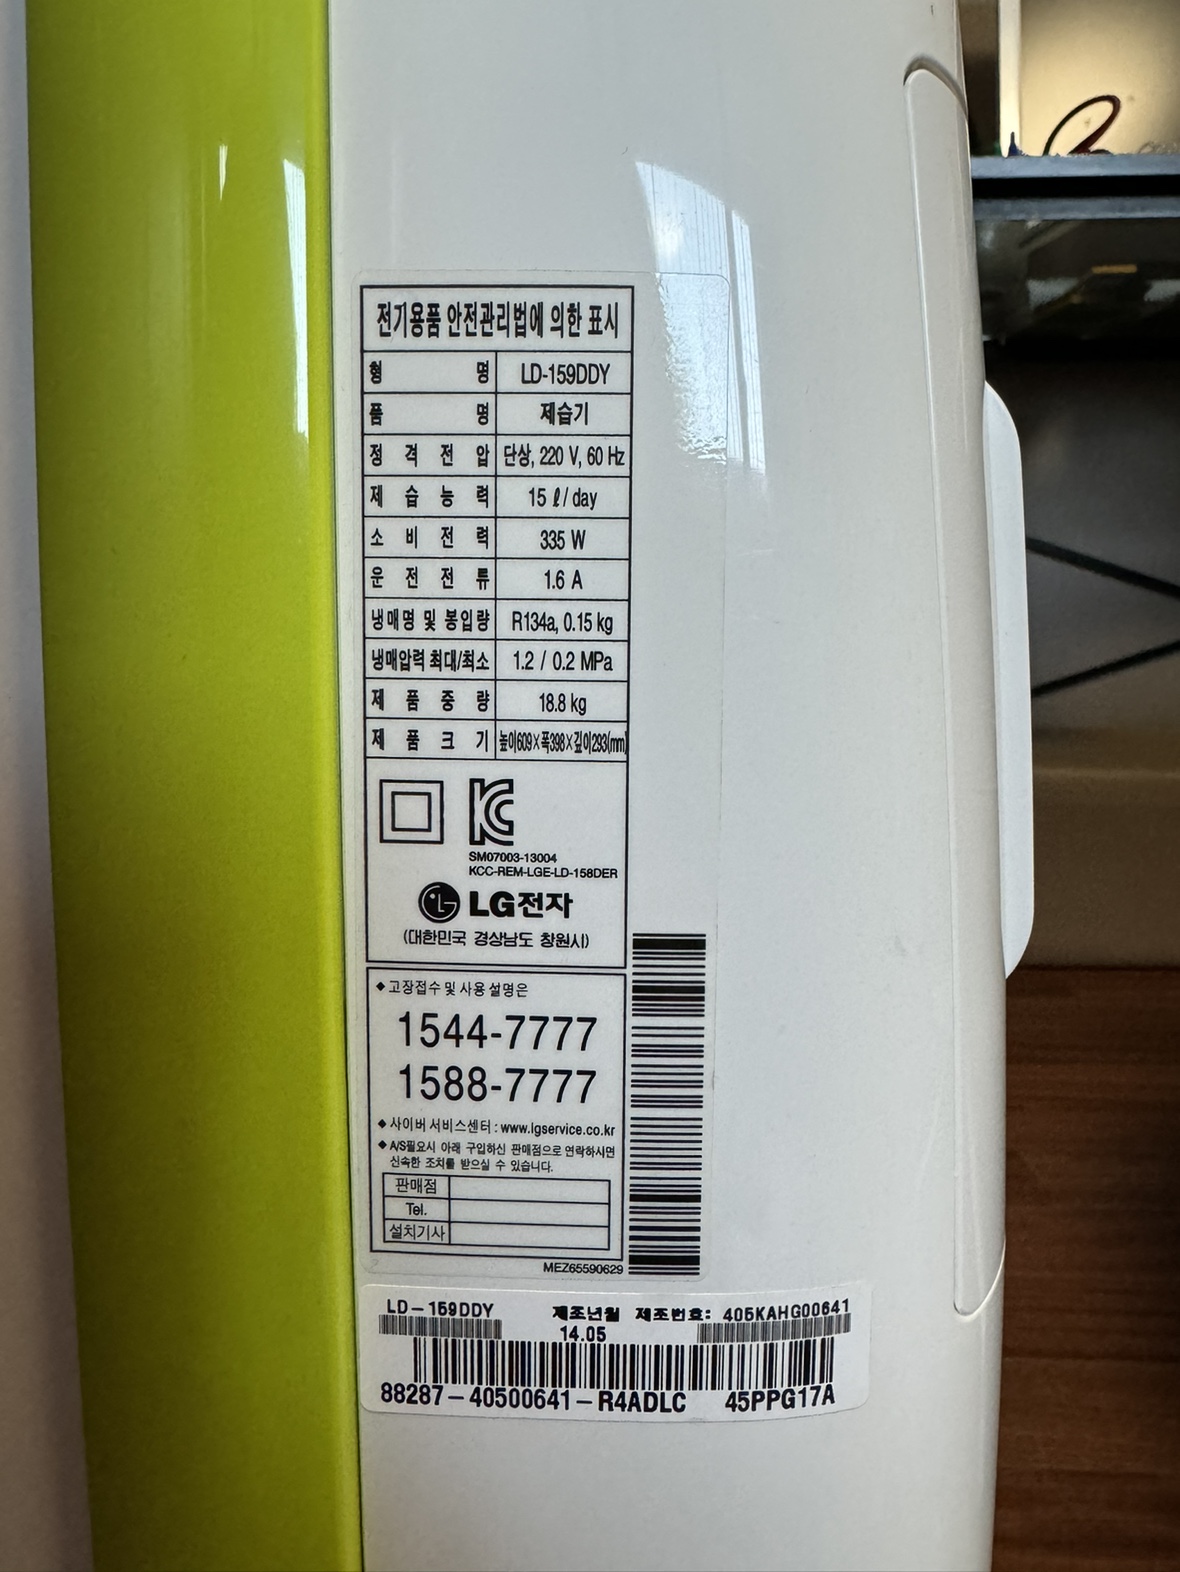 전기용품 안전관리법에 의한 표시
형 명 LD-159DDY
품 명 제습기
정 격 전 압 단상, 220 V, 60 Hz
제 습 능 력 15 ℓ/ day
소 비 전 력 335 W
운 전 전 류 1.6 A
냉매명 및 봉입량 R134a, 0.15 kg
냉매압력 최대/최소 1.2 / 0.2 MPa
제 품 중 량 18.8 kg
제 품 크 기 높이609×폭398×깊이293(mm)
SM07003-13004
KCC-REM-LGE-LD-158DER
LG전자
(대한민국 경상남도 창원시)
◆ 고장접수 및 사용 설명은
1544-7777
1588-7777
◆ 사이버 서비스센터 : www.lgservice.co.kr
◆ A/S필요시 아래 구입하신 판매점으로 연락하시면
신속한 조치를 받으실 수 있습니다.
판매점
Tel.
설치기사
MEZ65590629
LD-159DDY 제조년월 제조번호: 405KAHG00641
14.05
88287-40500641-R4ADLC 45PPG17A